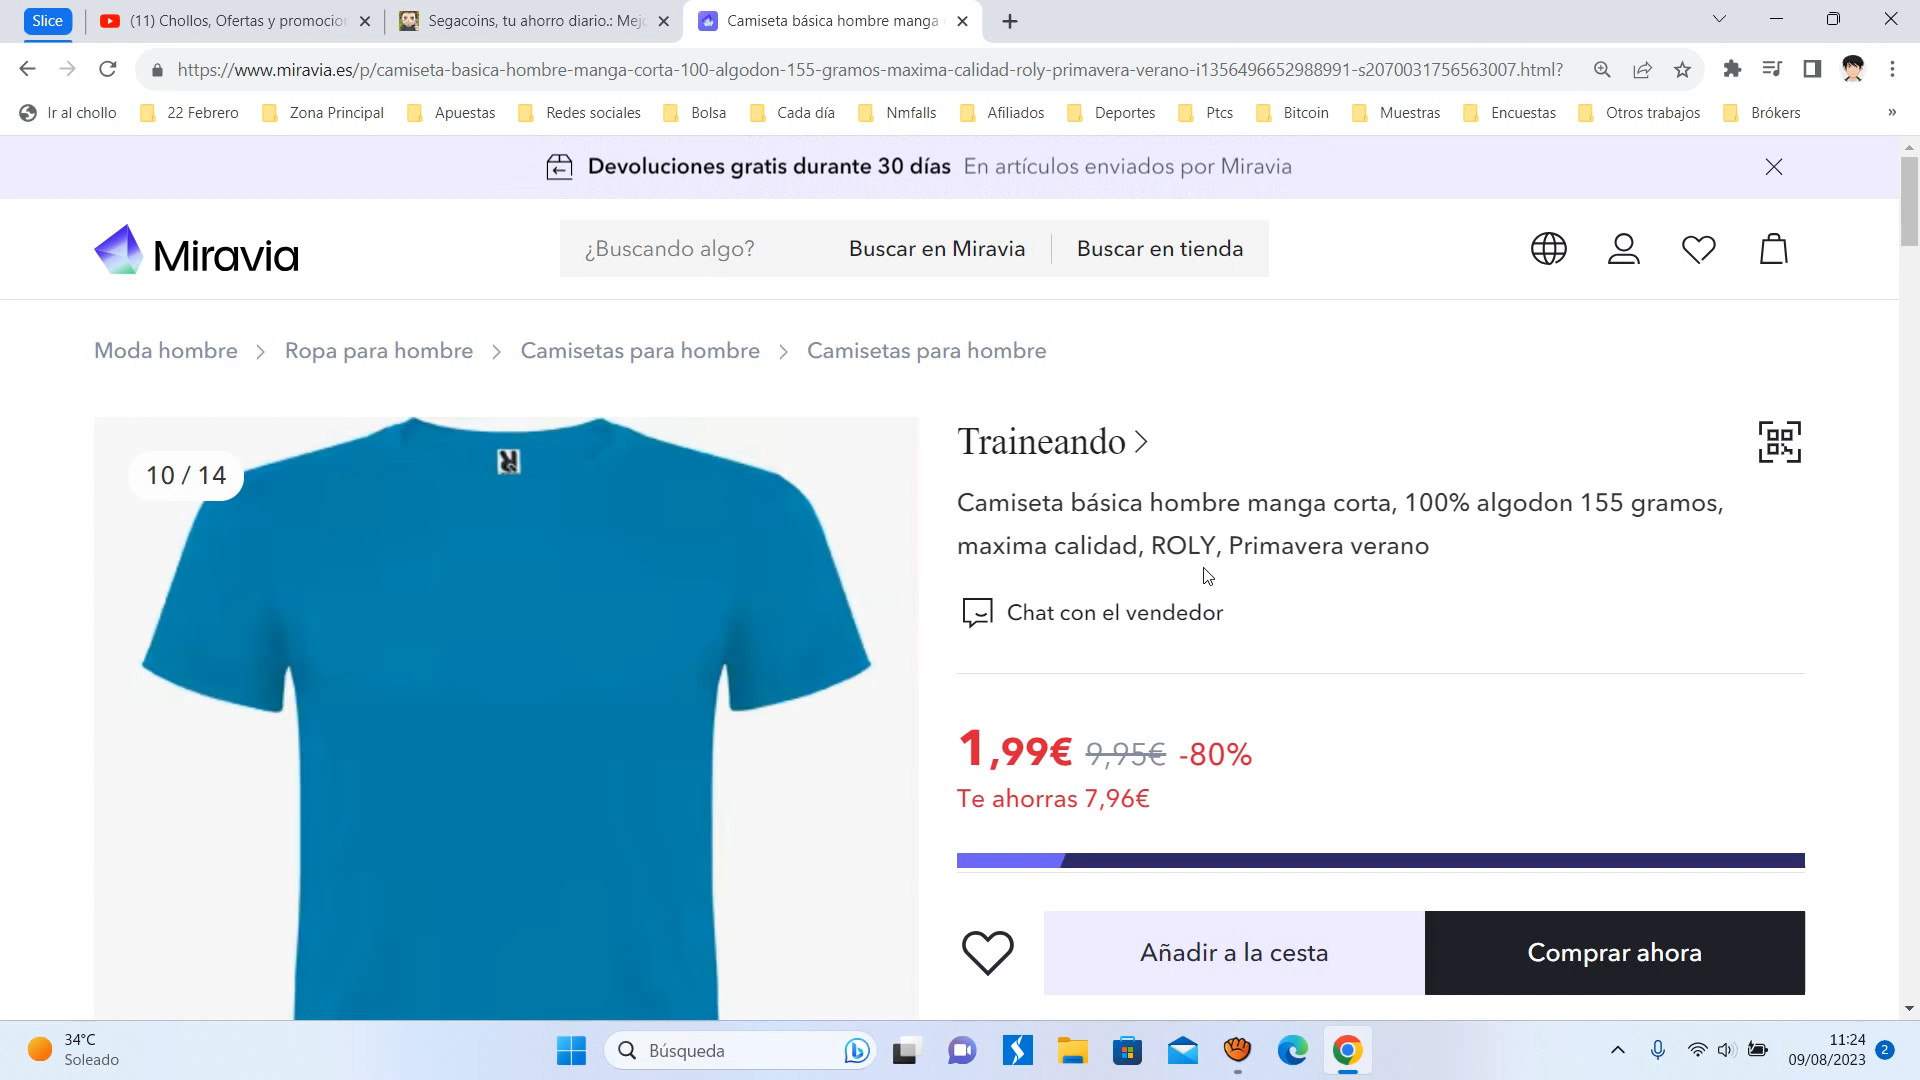 Slice
(11) Chollos, Ofertas y promocion
Segacoins, tu ahorro diario.: Mejo
Camiseta básica hombre manga
https://www.miravia.es/p/camiseta-basica-hombre-manga-corta-100-algodon-155-gramos-maxima-calidad-roly-primavera-verano-i1356496652988991-s2070031756563007.html?
Ir al chollo
22 Febrero
Zona Principal
Apuestas
Redes sociales
Bolsa
Cada día
Nmfalls
Afiliados
Deportes
Ptcs
Bitcoin
Muestras
Encuestas
Otros trabajos
Brókers
»
Devoluciones gratis durante 30 días En artículos enviados por Miravia
Miravia
¿Buscando algo?
Buscar en Miravia
Buscar en tienda
Moda hombre > Ropa para hombre > Camisetas para hombre > Camisetas para hombre
10 / 14
Traineando >
Camiseta básica hombre manga corta, 100% algodon 155 gramos,
maxima calidad, ROLY, Primavera verano
Chat con el vendedor
1,99€ 9,95€ -80%
Te ahorras 7,96€
Añadir a la cesta
Comprar ahora
34°C
Soleado
Búsqueda
11:24
09/08/2023
2